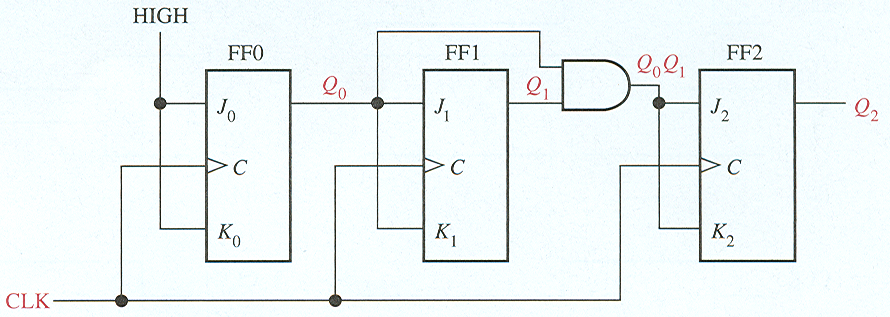 HIGH
FF0
FF1
FF2
Q₀
Q₁
Q₀Q₁
J₀
J₁
J₂
Q₂
C
C
C
K₀
K₁
K₂
CLK